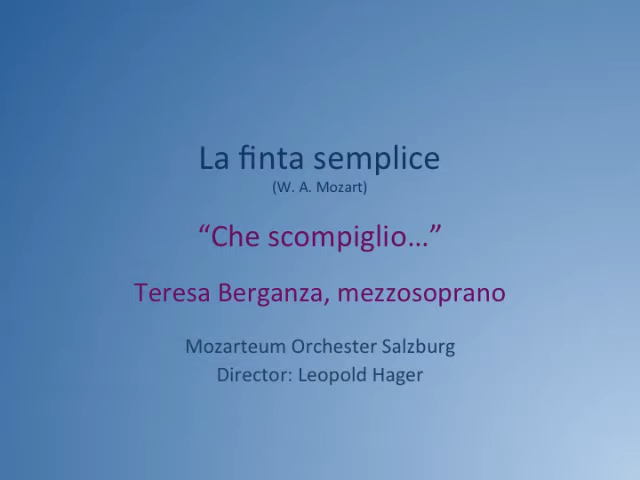 La finta semplice
(W. A. Mozart)
“Che scompiglio…”
Teresa Berganza, mezzosoprano
Mozarteum Orchester Salzburg
Director: Leopold Hager